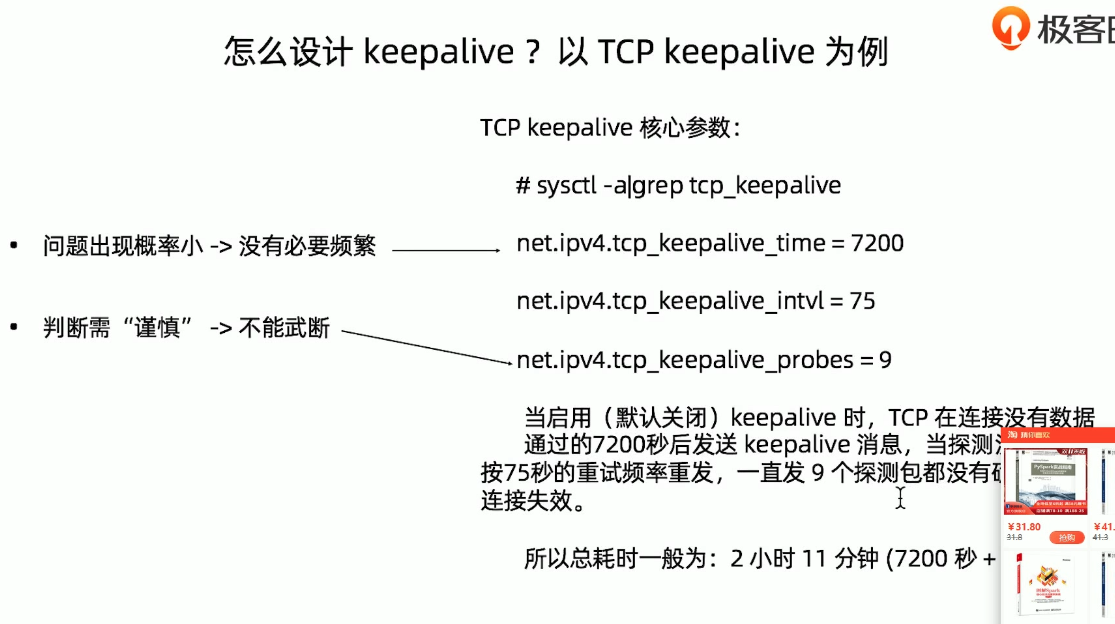 极客
怎么设计 keepalive ？以 TCP keepalive 为例
TCP keepalive 核心参数：
# sysctl -a|grep tcp_keepalive
• 问题出现概率小 -> 没有必要频繁
net.ipv4.tcp_keepalive_time = 7200
net.ipv4.tcp_keepalive_intvl = 75
• 判断需“谨慎” -> 不能武断
net.ipv4.tcp_keepalive_probes = 9
当启用（默认关闭）keepalive 时，TCP 在连接没有数据
通过的7200秒后发送 keepalive 消息，当探测
按75秒的重试频率重发，一直发 9 个探测包都没有
连接失效。
所以总耗时一般为：2 小时 11 分钟 (7200 秒 +
淘 猜你喜欢
¥31.80
31.8
抢购
¥41.
41.3